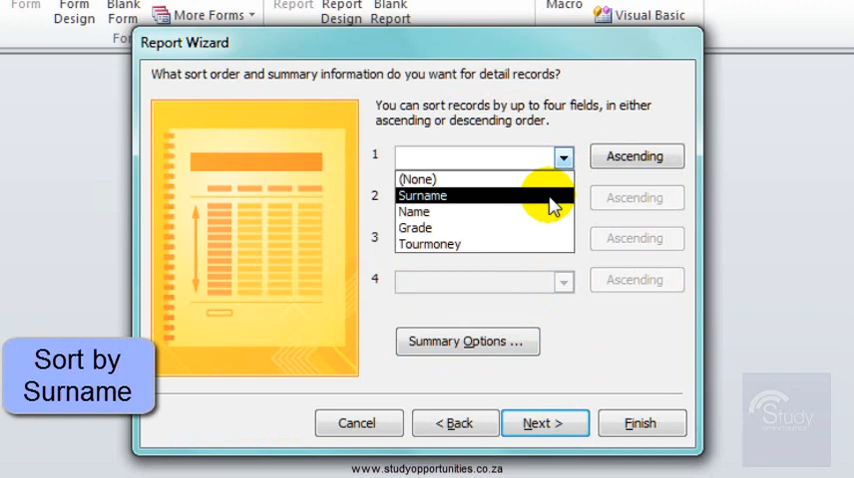 Form
Form
Design
Blank
Form
More Forms
Report
Report
Design
Blank
Report
Macro
Visual Basic
For
Report Wizard
What sort order and summary information do you want for detail records?
You can sort records by up to four fields, in either
ascending or descending order.
1
Ascending
(None)
2 Surname
Ascending
Name
Grade
3
Ascending
Tourmoney
4
Ascending
Summary Options ...
Sort by
Surname
Cancel
< Back
Next >
Finish
Study
www.studyopportunities.co.za